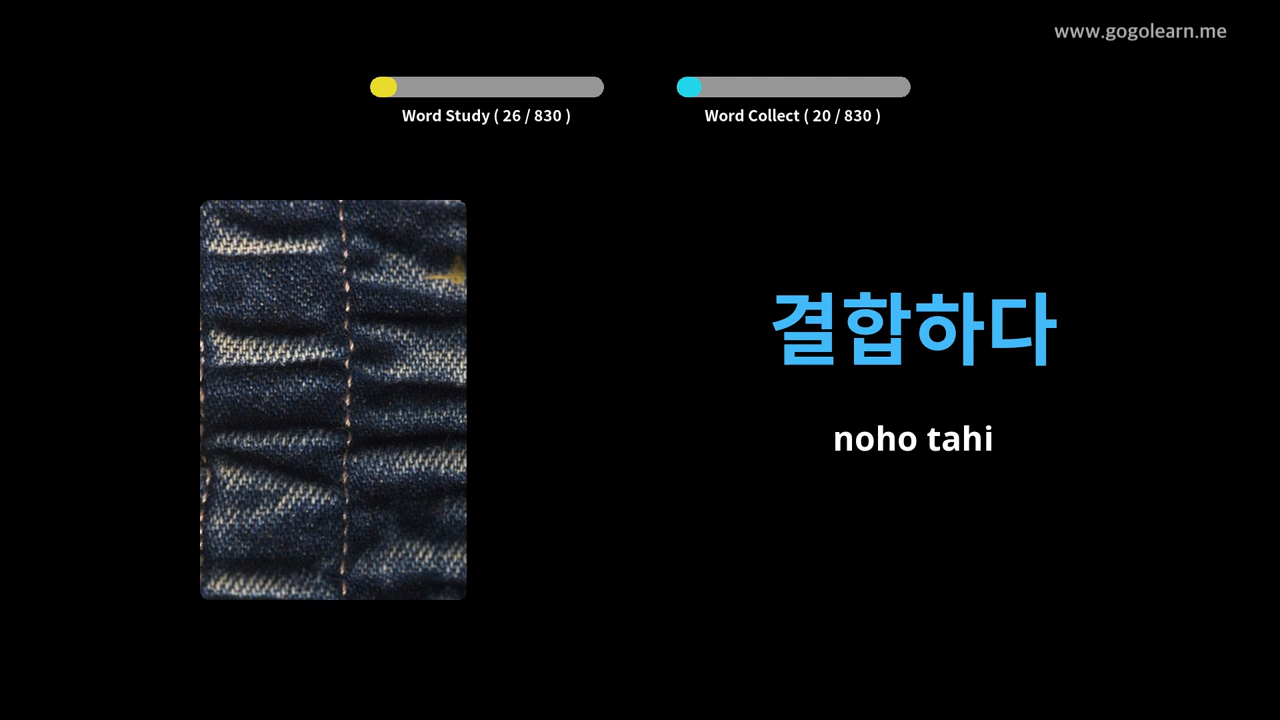 www.gogolearn.me
Word Study ( 26 / 830 )
Word Collect ( 20 / 830 )
결합하다
noho tahi